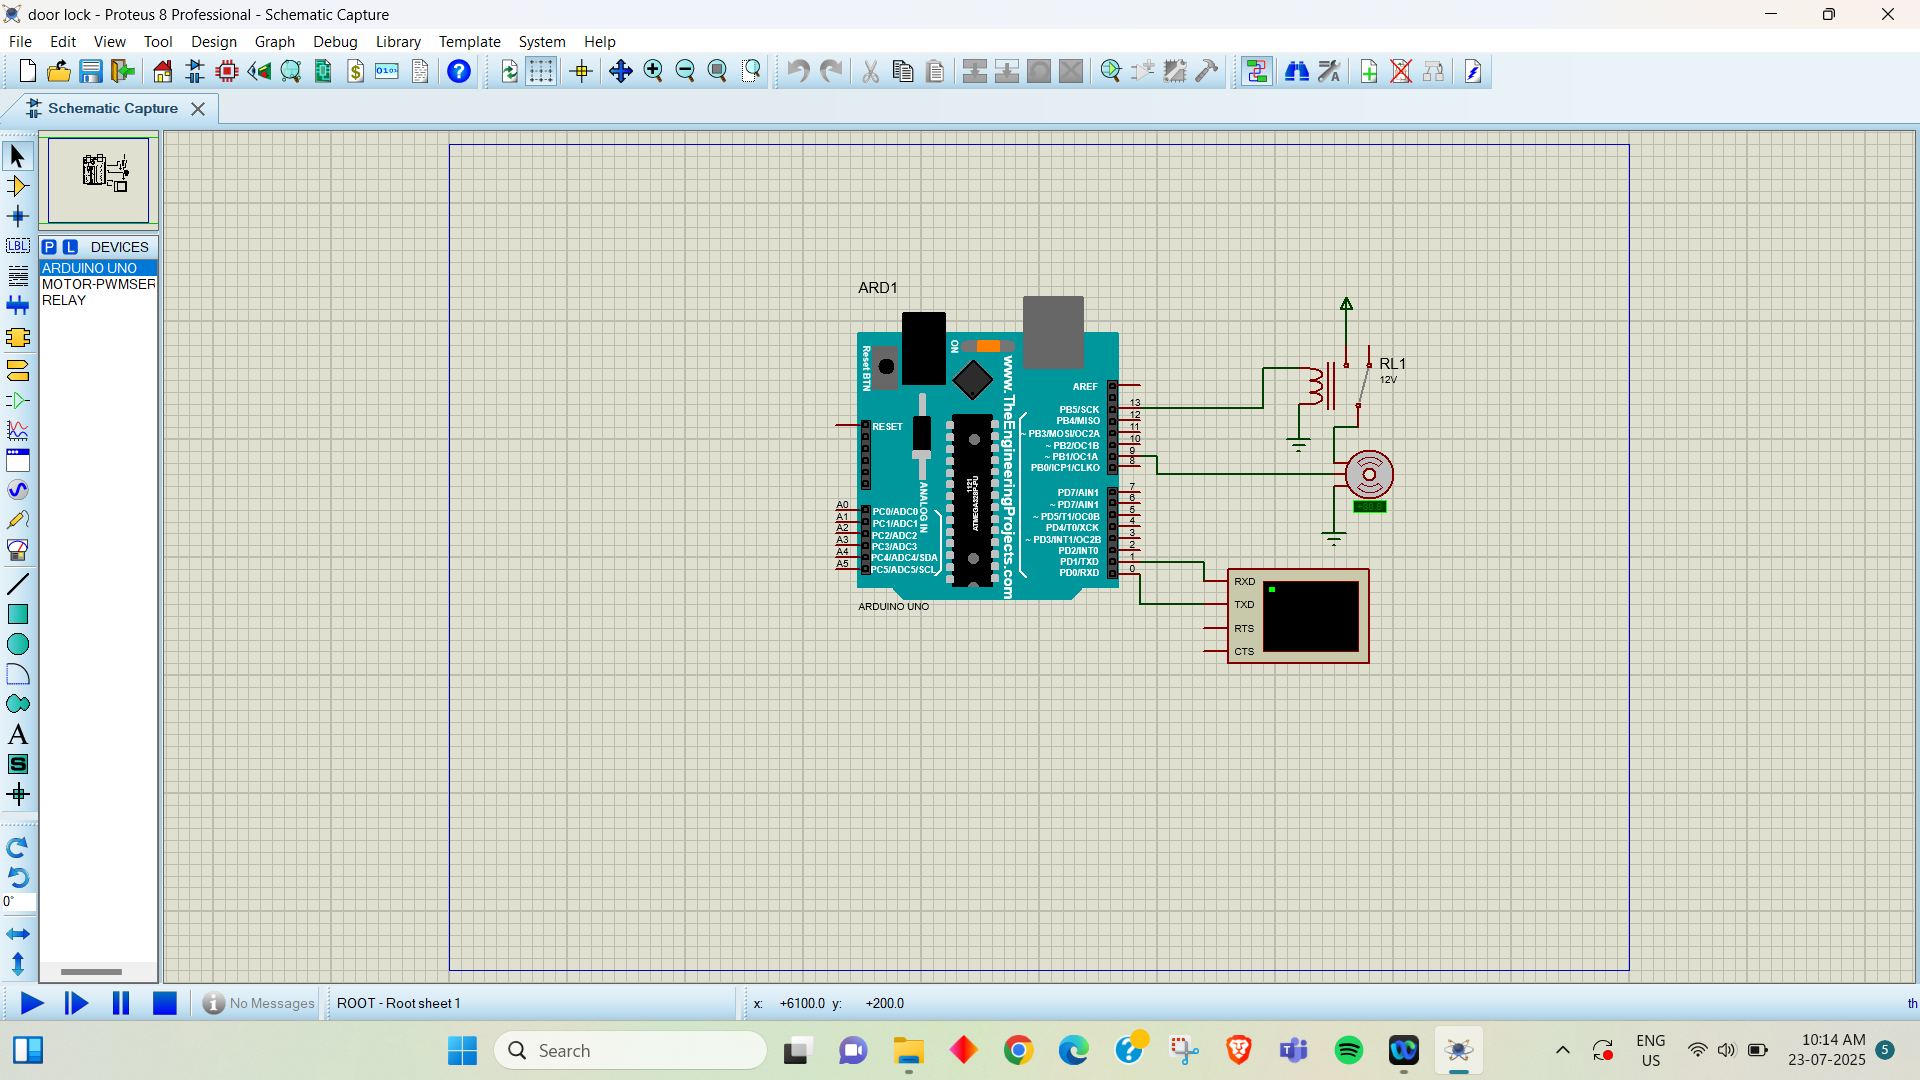 door lock - Proteus 8 Professional - Schematic Capture
File Edit View Tool Design Graph Debug Library Template System Help
Schematic Capture
P L DEVICES
ARDUINO UNO
MOTOR-PWMSER
RELAY
LBL
A
S
0°
ARD1
Reset BTN
ON
www.TheEngineeringProjects.com
RESET
ANALOG IN
1121
ATMEGA328P-PU
A0 PC0/ADC0
A1 PC1/ADC1
A2 PC2/ADC2
A3 PC3/ADC3
A4 PC4/ADC4/SDA
A5 PC5/ADC5/SCL
AREF
PB5/SCK 13
PB4/MISO 12
~ PB3/MOSI/OC2A 11
~ PB2/OC1B 10
~ PB1/OC1A 9
PB0/ICP1/CLKO 8
PD7/AIN1 7
~ PD7/AIN1 6
~ PD5/T1/OC0B 5
PD4/T0/XCK 4
~ PD3/INT1/OC2B 3
PD2/INT0 2
PD1/TXD 1
PD0/RXD 0
ARDUINO UNO
RL1
12V
RXD
TXD
RTS
CTS
No Messages
ROOT - Root sheet 1
x: +6100.0 y: +200.0
th
Search
ENG
US
10:14 AM
23-07-2025
5